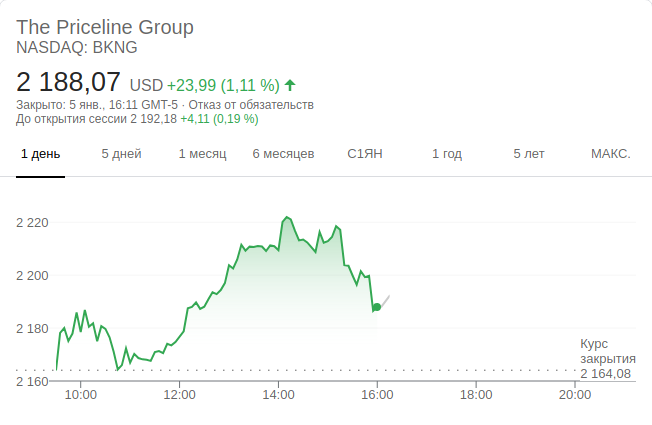 The Priceline Group
NASDAQ: BKNG
2 188,07 USD +23,99 (1,11 %)
Закрыто: 5 янв., 16:11 GMT-5 · Отказ от обязательств
До открытия сессии 2 192,18 +4,11 (0,19 %)
1 день 5 дней 1 месяц 6 месяцев С1ЯН 1 год 5 лет МАКС.
2 220
2 200
2 180
2 160
Курс
закрытия
2 164,08
10:00 12:00 14:00 16:00 18:00 20:00